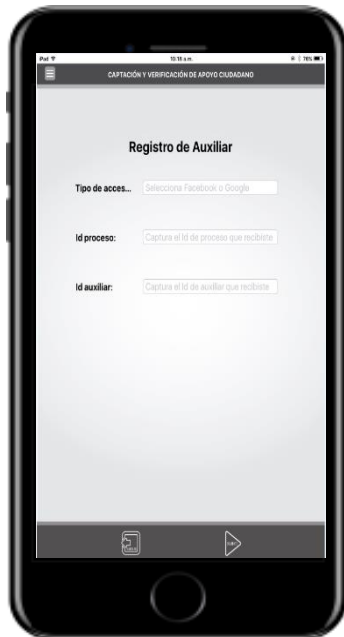 iPad 10:18 a.m. 76%
CAPTACIÓN Y VERIFICACIÓN DE APOYO CIUDADANO
Registro de Auxiliar
Tipo de acces... Selecciona Facebook o Google
Id proceso: Captura el Id de proceso que recibiste
Id auxiliar: Captura el Id de auxiliar que recibiste